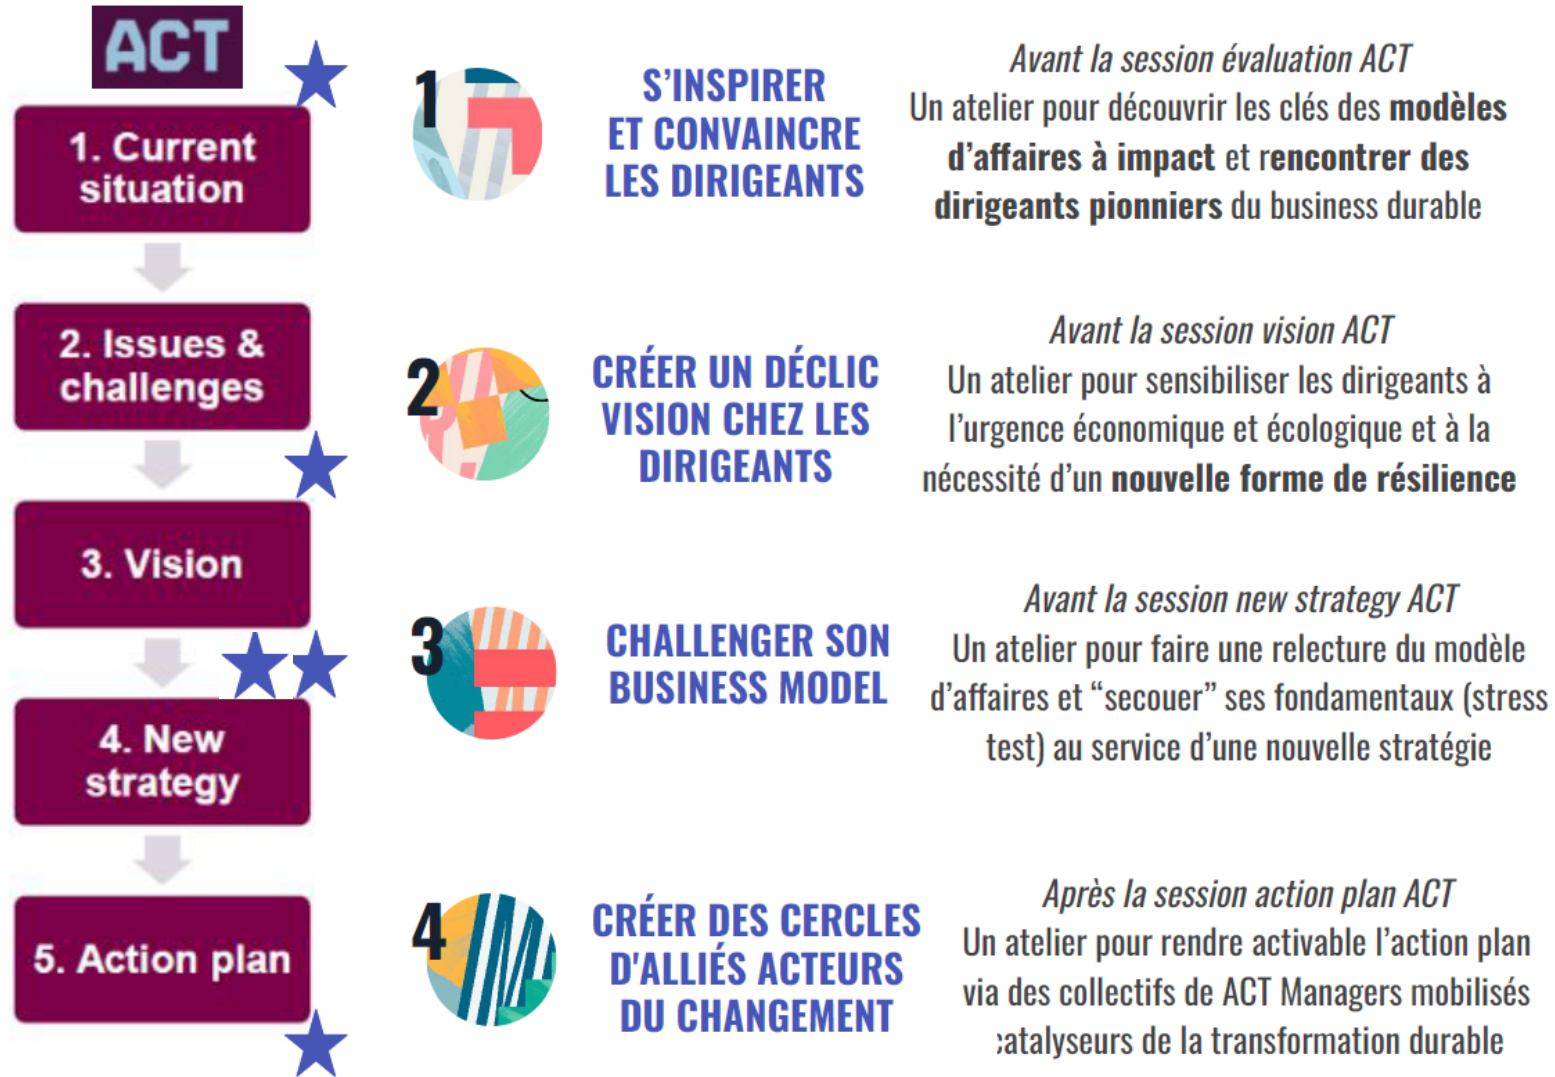 ACT
1. Current
situation
2. Issues &
challenges
3. Vision
4. New
strategy
5. Action plan
1
S'INSPIRER
ET CONVAINCRE
LES DIRIGEANTS
Avant la session évaluation ACT
Un atelier pour découvrir les clés des modèles
d'affaires à impact et rencontrer des
dirigeants pionniers du business durable
2
CRÉER UN DÉCLIC
VISION CHEZ LES
DIRIGEANTS
Avant la session vision ACT
Un atelier pour sensibiliser les dirigeants à
l'urgence économique et écologique et à la
nécessité d'un nouvelle forme de résilience
3
CHALLENGER SON
BUSINESS MODEL
Avant la session new strategy ACT
Un atelier pour faire une relecture du modèle
d'affaires et “secouer” ses fondamentaux (stress
test) au service d'une nouvelle stratégie
4
CRÉER DES CERCLES
D'ALLIÉS ACTEURS
DU CHANGEMENT
Après la session action plan ACT
Un atelier pour rendre activable l'action plan
via des collectifs de ACT Managers mobilisés
catalyseurs de la transformation durable